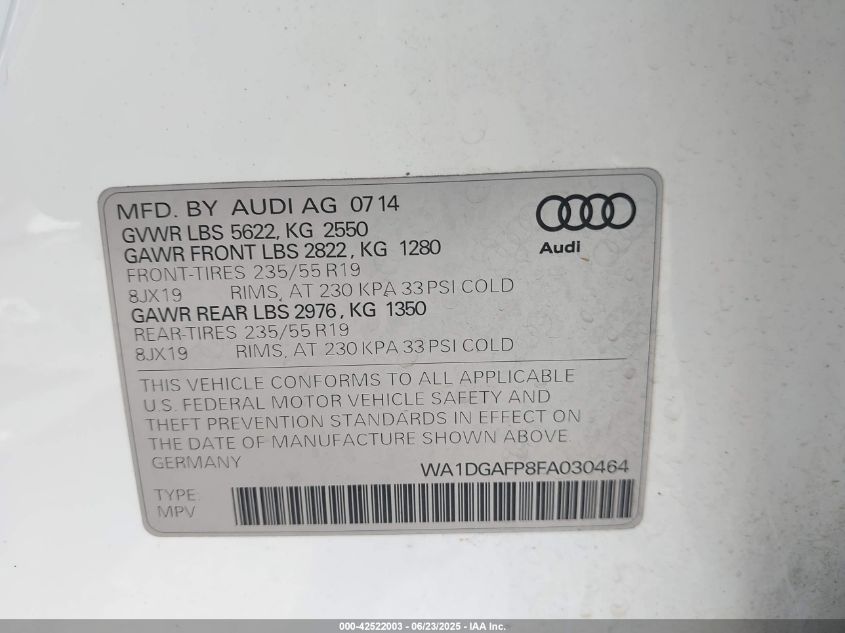 MFD. BY AUDI AG 07 14
GVWR LBS 5622, KG 2550
GAWR FRONT LBS 2822, KG 1280
FRONT-TIRES 235/55 R19
8JX19 RIMS, AT 230 KPA 33 PSI COLD
GAWR REAR LBS 2976, KG 1350
REAR-TIRES 235/55 R19
8JX19 RIMS, AT 230 KPA 33 PSI COLD
Audi
THIS VEHICLE CONFORMS TO ALL APPLICABLE
U.S. FEDERAL MOTOR VEHICLE SAFETY AND
THEFT PREVENTION STANDARDS IN EFFECT ON
THE DATE OF MANUFACTURE SHOWN ABOVE.
GERMANY WA1DGAFP8FA030464
TYPE:
MPV
000-42522003 - 06/23/2025 - IAA Inc.